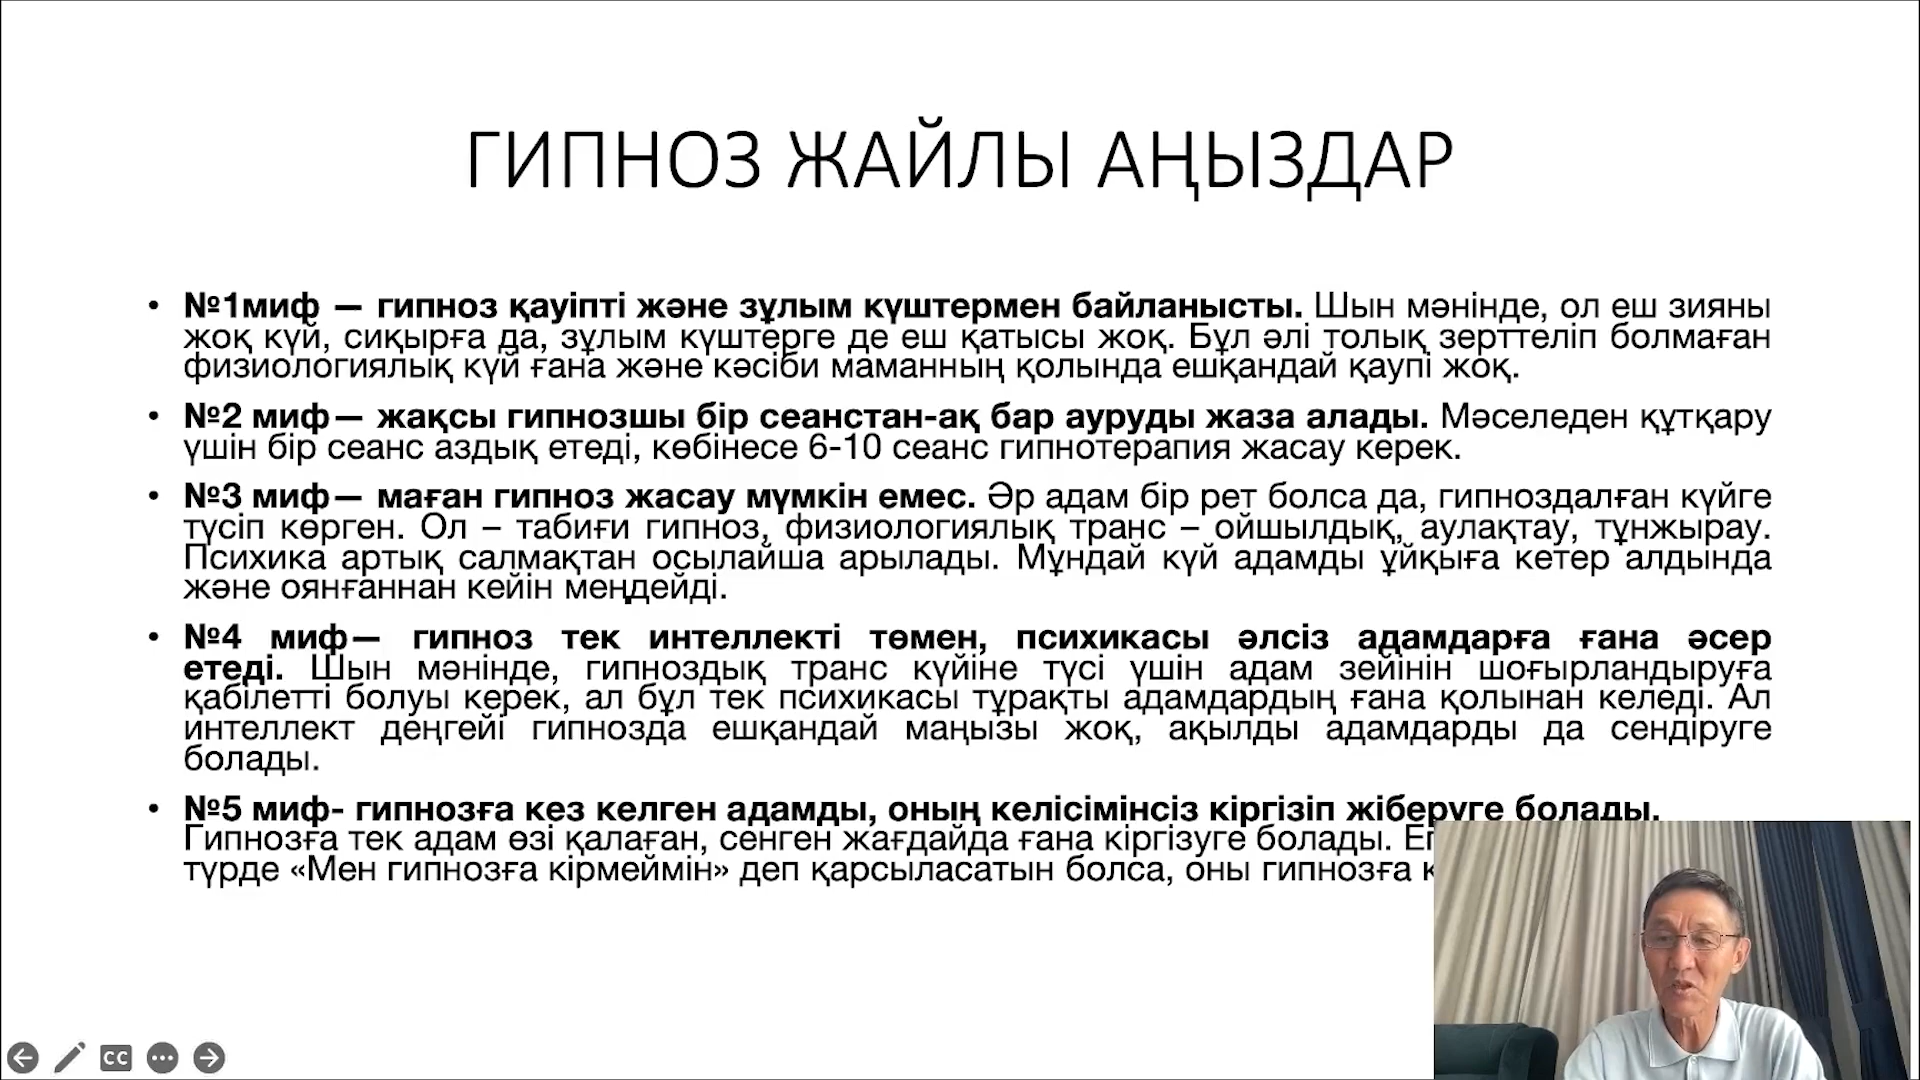 ГИПНОЗ ЖАЙЛЫ АҢЫЗДАР
• №1миф — гипноз қауіпті және зұлым күштермен байланысты. Шын мәнінде, ол еш зияны
жоқ күй, сиқырға да, зұлым күштерге де еш қатысы жоқ. Бұл әлі толық зерттеліп болмаған
физиологиялық күй ғана және кәсіби маманның қолында ешқандай қаупі жоқ.
• №2 миф— жақсы гипнозшы бір сеанстан-ақ бар ауруды жаза алады. Мәселеден құтқару
үшін бір сеанс аздық етеді, көбінесе 6-10 сеанс гипнотерапия жасау керек.
• №3 миф— маған гипноз жасау мүмкін емес. Әр адам бір рет болса да, гипноздалған күйге
түсіп көрген. Ол – табиғи гипноз, физиологиялық транс – ойшылдық, аулақтау, тұнжырау.
Психика артық салмақтан осылайша арылады. Мұндай күй адамды ұйқыға кетер алдында
және оянғаннан кейін меңдейді.
• №4 миф— гипноз тек интеллекті төмен, психикасы әлсіз адамдарға ғана әсер
етеді. Шын мәнінде, гипноздық транс күйіне түсі үшін адам зейінін шоғырландыруға
қабілетті болуы керек, ал бұл тек психикасы тұрақты адамдардың ғана қолынан келеді. Ал
интеллект деңгейі гипнозда ешқандай маңызы жоқ, ақылды адамдарды да сендіруге
болады.
• №5 миф- гипнозға кез келген адамды, оның келісімінсіз кіргізіп жіберуге болады.
Гипнозға тек адам өзі қалаған, сенген жағдайда ғана кіргізуге болады.
түрде «Мен гипнозға кірмеймін» деп қарсыласатын болса, оны гипнозға
CC